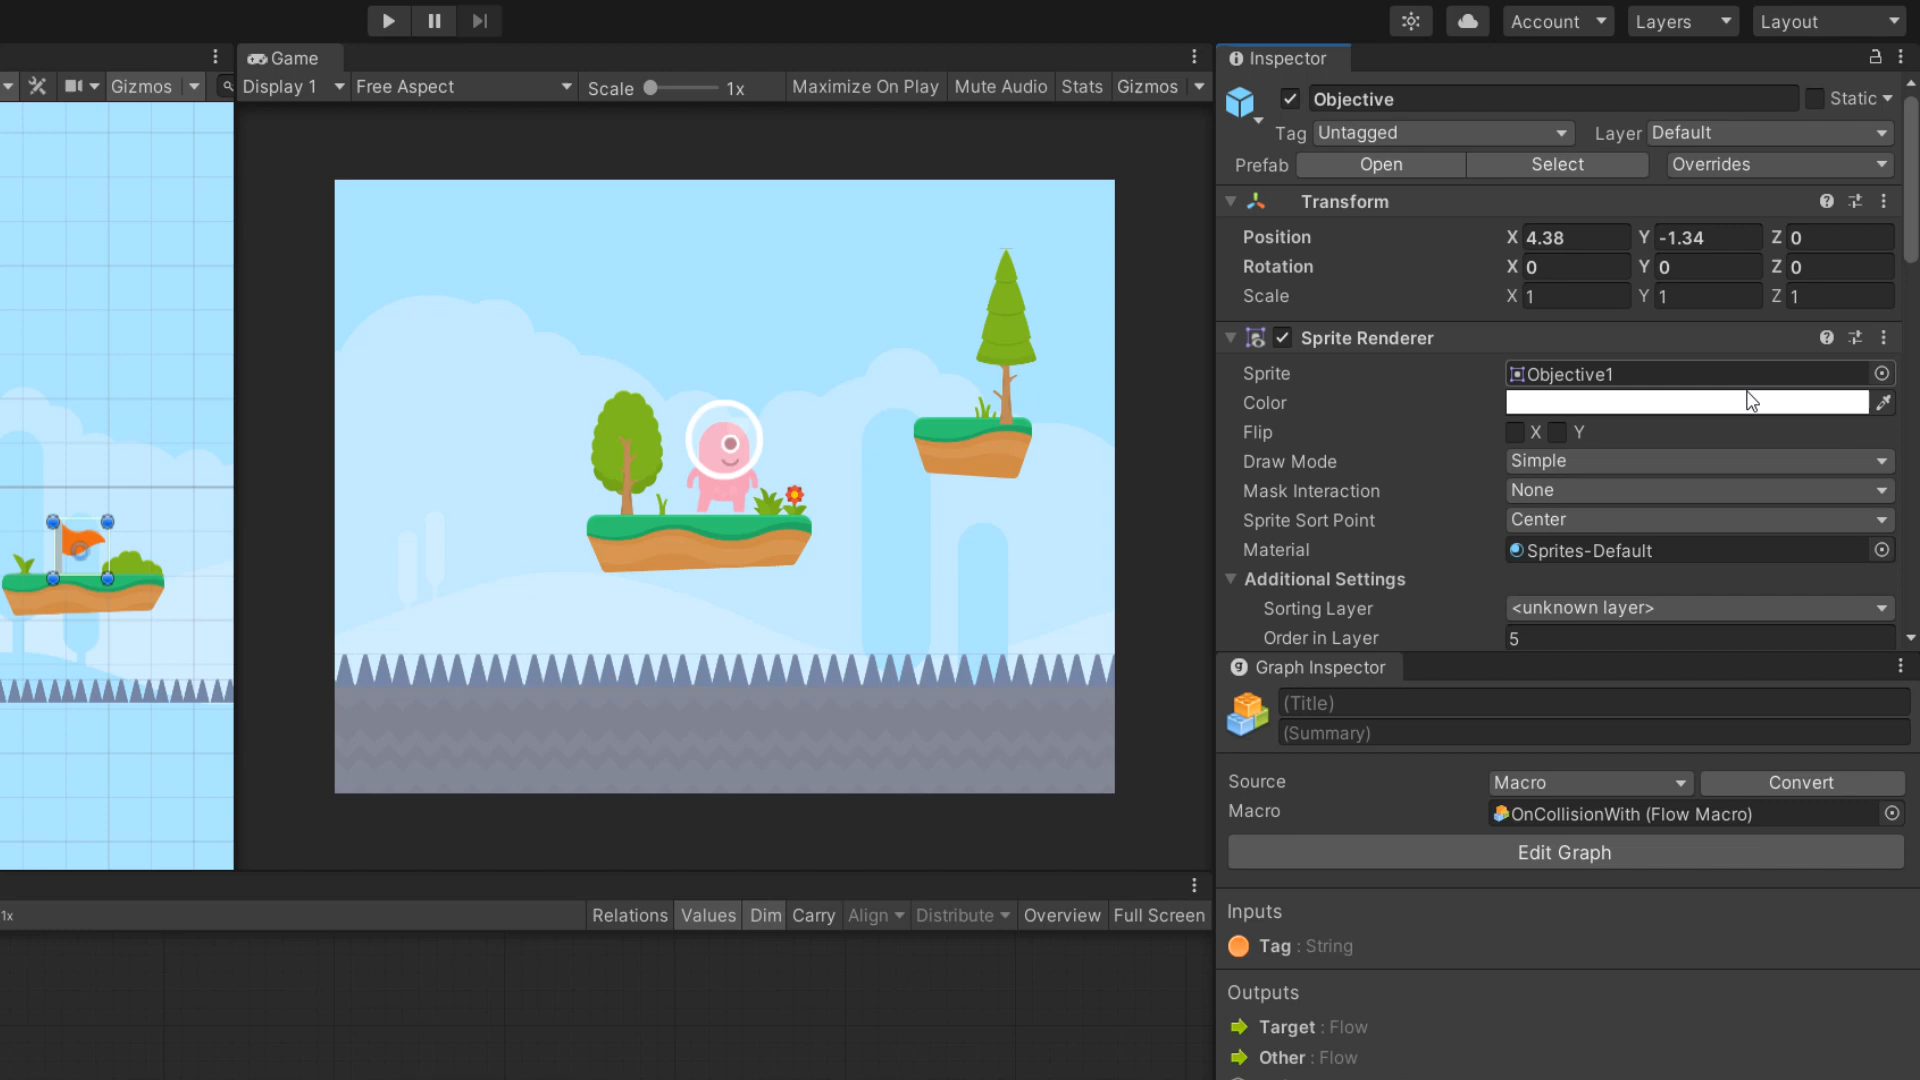 Account
Layers
Layout
Game
Gizmos
Display 1
Free Aspect
Scale
1x
Maximize On Play
Mute Audio
Stats
Gizmos
Inspector
Objective
Static
Tag
Untagged
Layer
Default
Prefab
Open
Select
Overrides
Transform
Position
X 4.38
Y -1.34
Z 0
Rotation
X 0
Y 0
Z 0
Scale
X 1
Y 1
Z 1
Sprite Renderer
Sprite
Objective1
Color
Flip
X
Y
Draw Mode
Simple
Mask Interaction
None
Sprite Sort Point
Center
Material
Sprites-Default
Additional Settings
Sorting Layer
<unknown layer>
Order in Layer
5
Graph Inspector
(Title)
(Summary)
Source
Macro
Convert
Macro
OnCollisionWith (Flow Macro)
Edit Graph
1x
Relations
Values
Dim
Carry
Align
Distribute
Overview
Full Screen
Inputs
Tag : String
Outputs
Target : Flow
Other : Flow